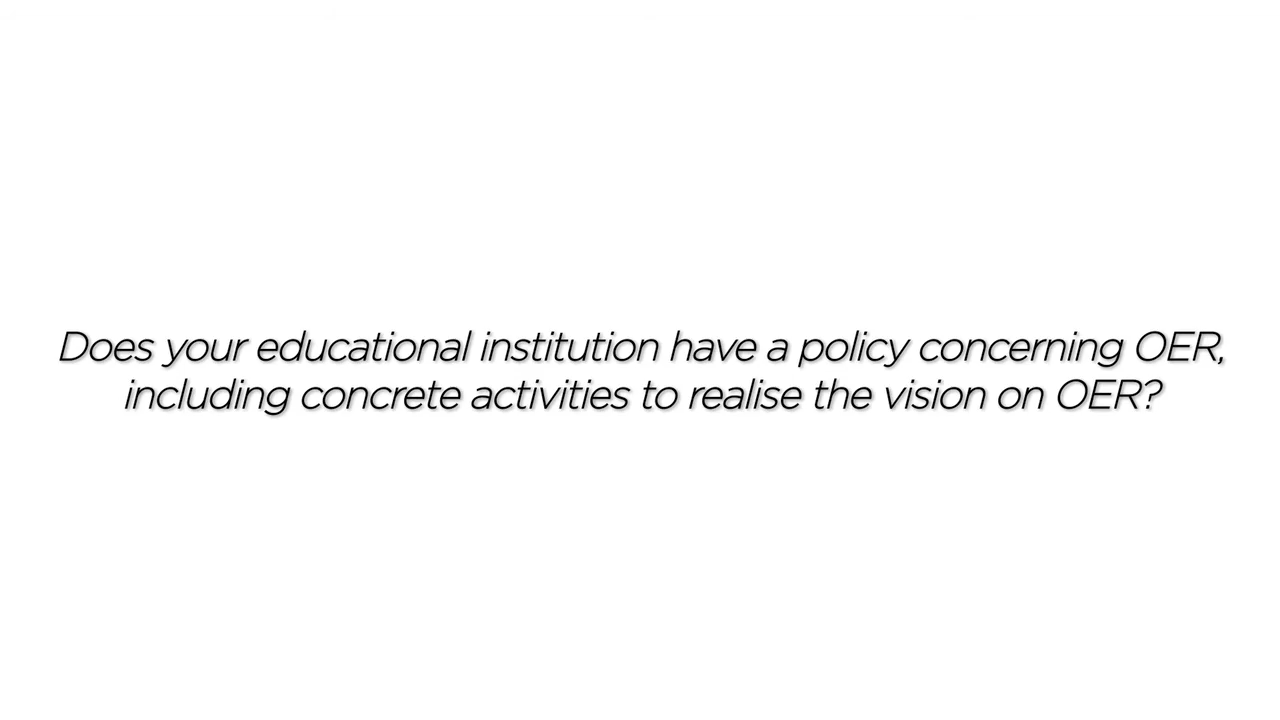 Does your educational institution have a policy concerning OER,
including concrete activities to realise the vision on OER?